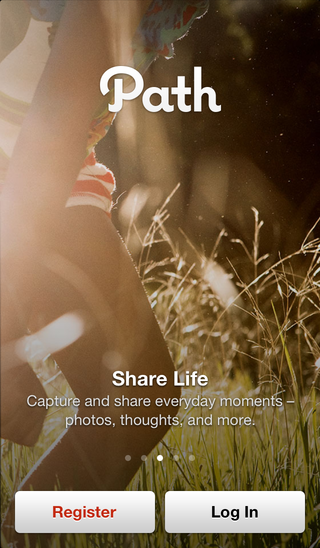 Path
Share Life
Capture and share everyday moments –
photos, thoughts, and more.
Register
Log In